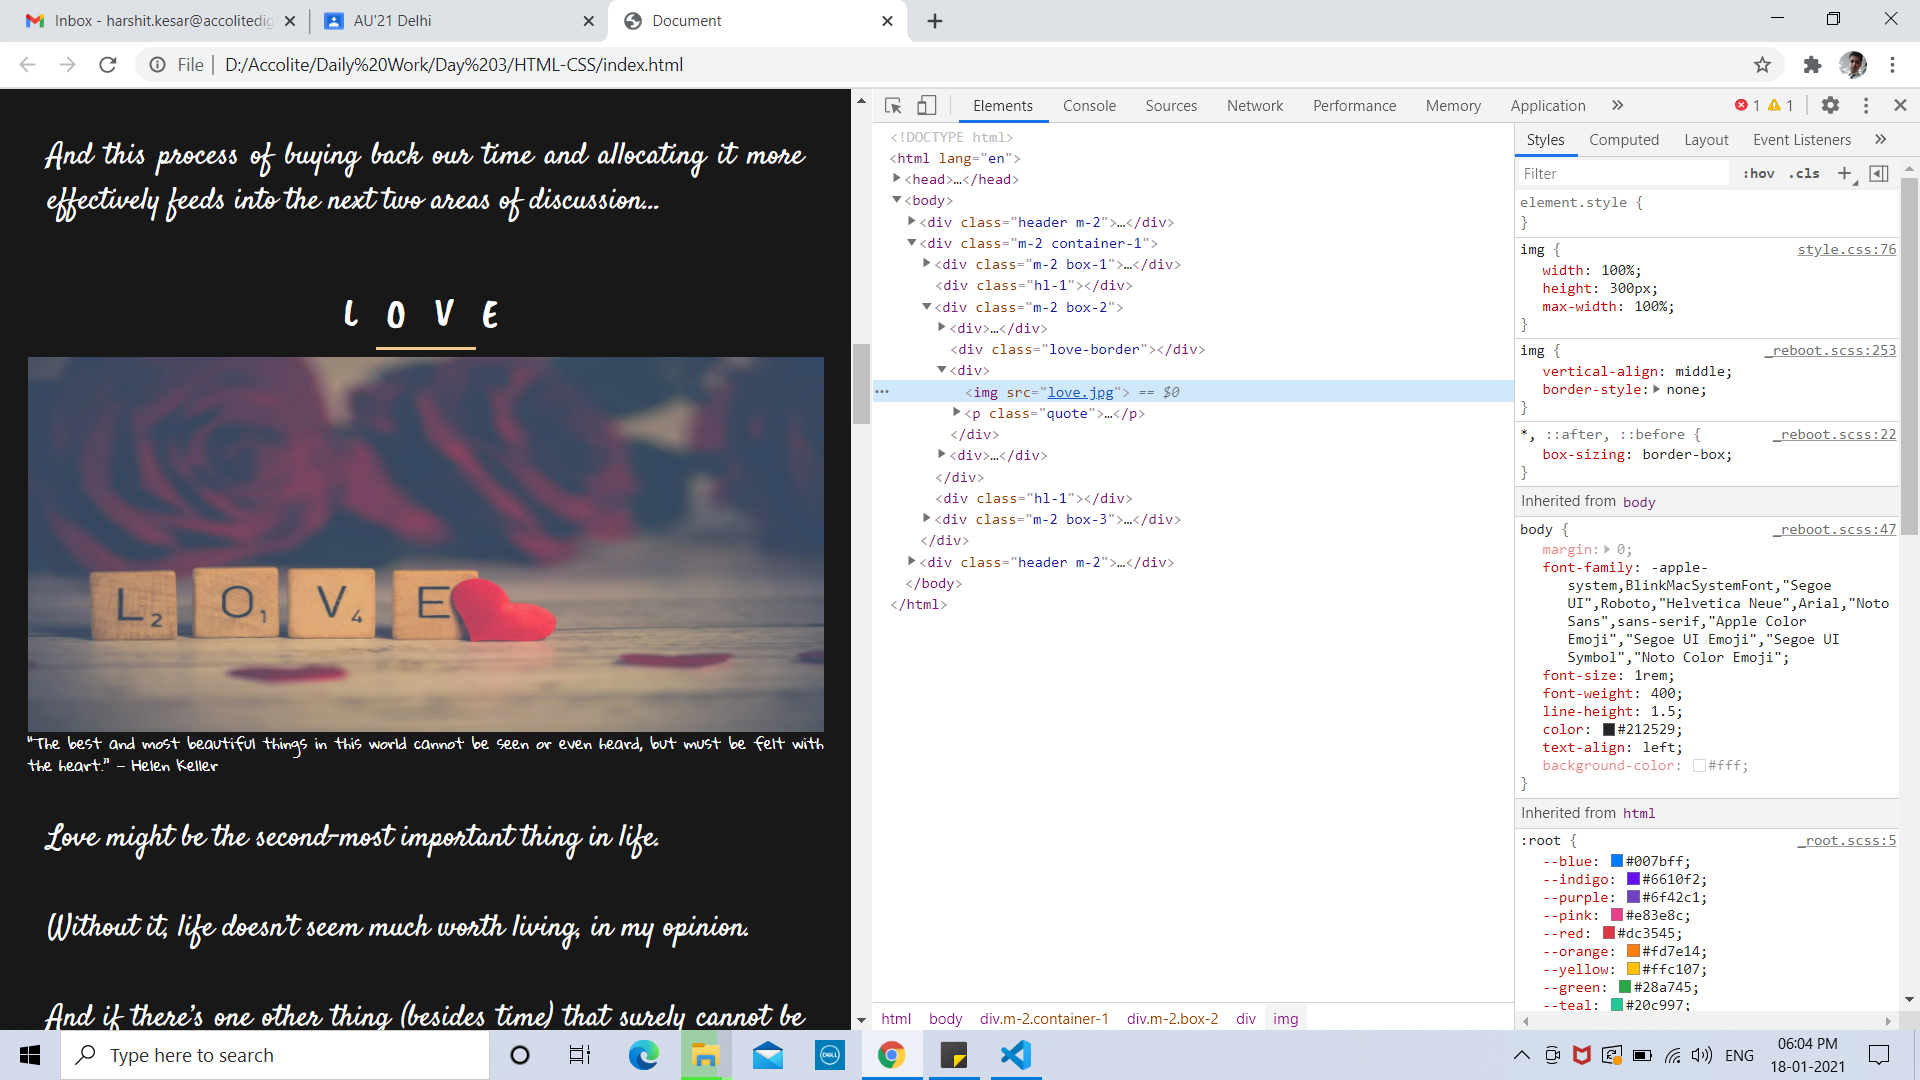 Inbox - harshit.kesar@accolitedig
AU'21 Delhi
Document
File
D:/Accolite/Daily%20Work/Day%203/HTML-CSS/index.html
And this process of buying back our time and allocating it more
effectively feeds into the next two areas of discussion...
L O V E
L2 O1 V4 E
"The best and most beautiful things in this world cannot be seen or even heard, but must be felt with
the heart." – Helen Keller
Love might be the second-most important thing in life.
Without it, life doesn't seem much worth living, in my opinion.
And if there's one other thing (besides time) that surely cannot be
Elements Console Sources Network Performance Memory Application » 1 1
<!DOCTYPE html>
<html lang="en">
<head>…</head>
<body>
<div class="header m-2">…</div>
<div class="m-2 container-1">
<div class="m-2 box-1">…</div>
<div class="hl-1"></div>
<div class="m-2 box-2">
<div>…</div>
<div class="love-border"></div>
<div>
… <img src="love.jpg"> == $0
<p class="quote">…</p>
</div>
<div>…</div>
</div>
<div class="hl-1"></div>
<div class="m-2 box-3">…</div>
</div>
<div class="header m-2">…</div>
</body>
</html>
html body div.m-2.container-1 div.m-2.box-2 div img
Styles Computed Layout Event Listeners »
Filter :hov .cls +
element.style {
}
img { style.css:76
width: 100%;
height: 300px;
max-width: 100%;
}
img { _reboot.scss:253
vertical-align: middle;
border-style: none;
}
*, ::after, ::before { _reboot.scss:22
box-sizing: border-box;
}
Inherited from body
body { _reboot.scss:47
margin: 0;
font-family: -apple-
system,BlinkMacSystemFont,"Segoe
UI",Roboto,"Helvetica Neue",Arial,"Noto
Sans",sans-serif,"Apple Color
Emoji","Segoe UI Emoji","Segoe UI
Symbol","Noto Color Emoji";
font-size: 1rem;
font-weight: 400;
line-height: 1.5;
color: #212529;
text-align: left;
background-color: #fff;
}
Inherited from html
:root { _root.scss:5
--blue: #007bff;
--indigo: #6610f2;
--purple: #6f42c1;
--pink: #e83e8c;
--red: #dc3545;
--orange: #fd7e14;
--yellow: #ffc107;
--green: #28a745;
--teal: #20c997;
Type here to search
DELL
ENG
06:04 PM
18-01-2021